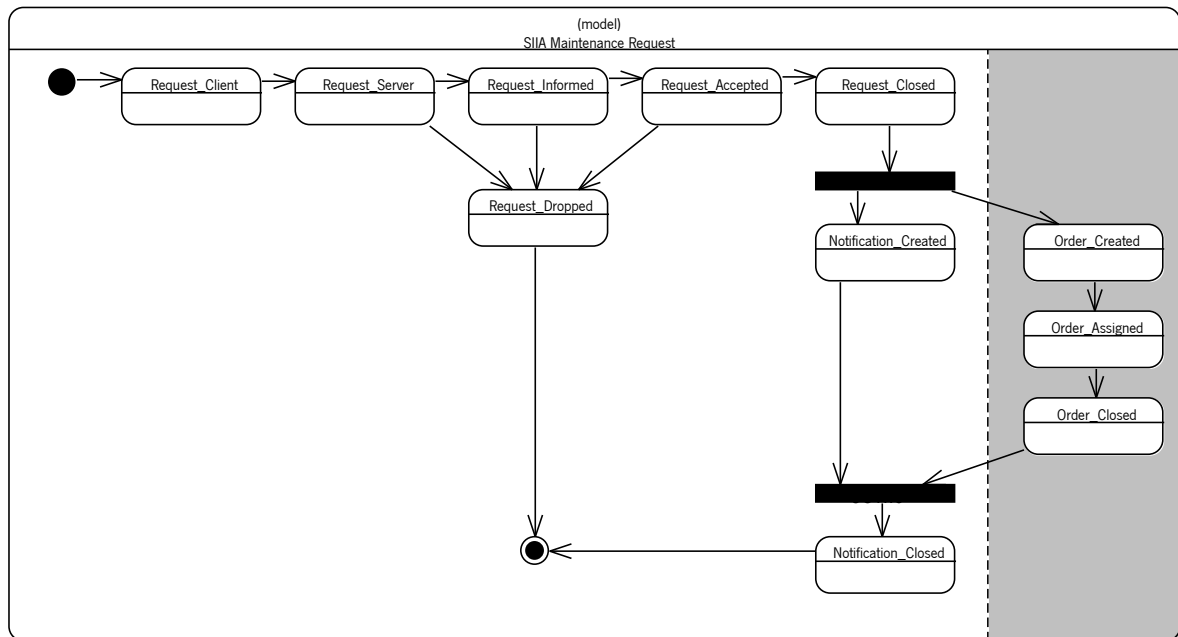 (model)
SIIA Maintenance Request
Request_Client
Request_Server
Request_Informed
Request_Accepted
Request_Closed
Request_Dropped
Notification_Created
Order_Created
Order_Assigned
Order_Closed
Notification_Closed